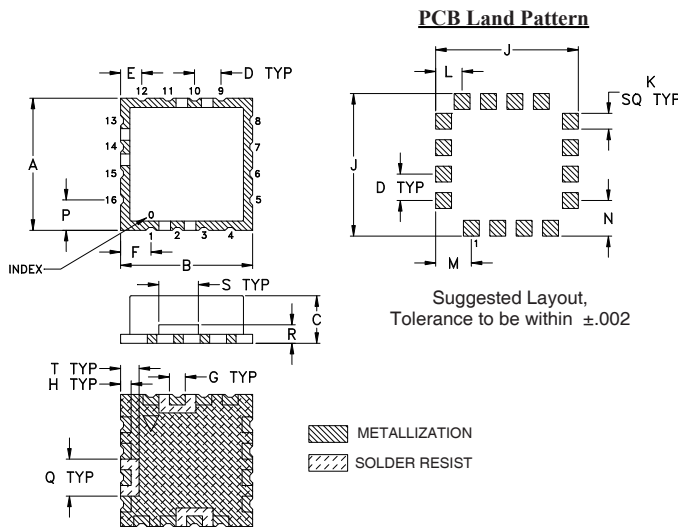 PCB Land Pattern
E
D TYP
12 11 10 9
13
14
15
16
8
7
6
5
A
P
0
1 2 3 4
F
B
INDEX
J
L
K
SQ TYP
J
D TYP
N
1
M
Suggested Layout,
Tolerance to be within ±.002
S TYP
C
R
T TYP
H TYP
G TYP
Q TYP
METALLIZATION
SOLDER RESIST